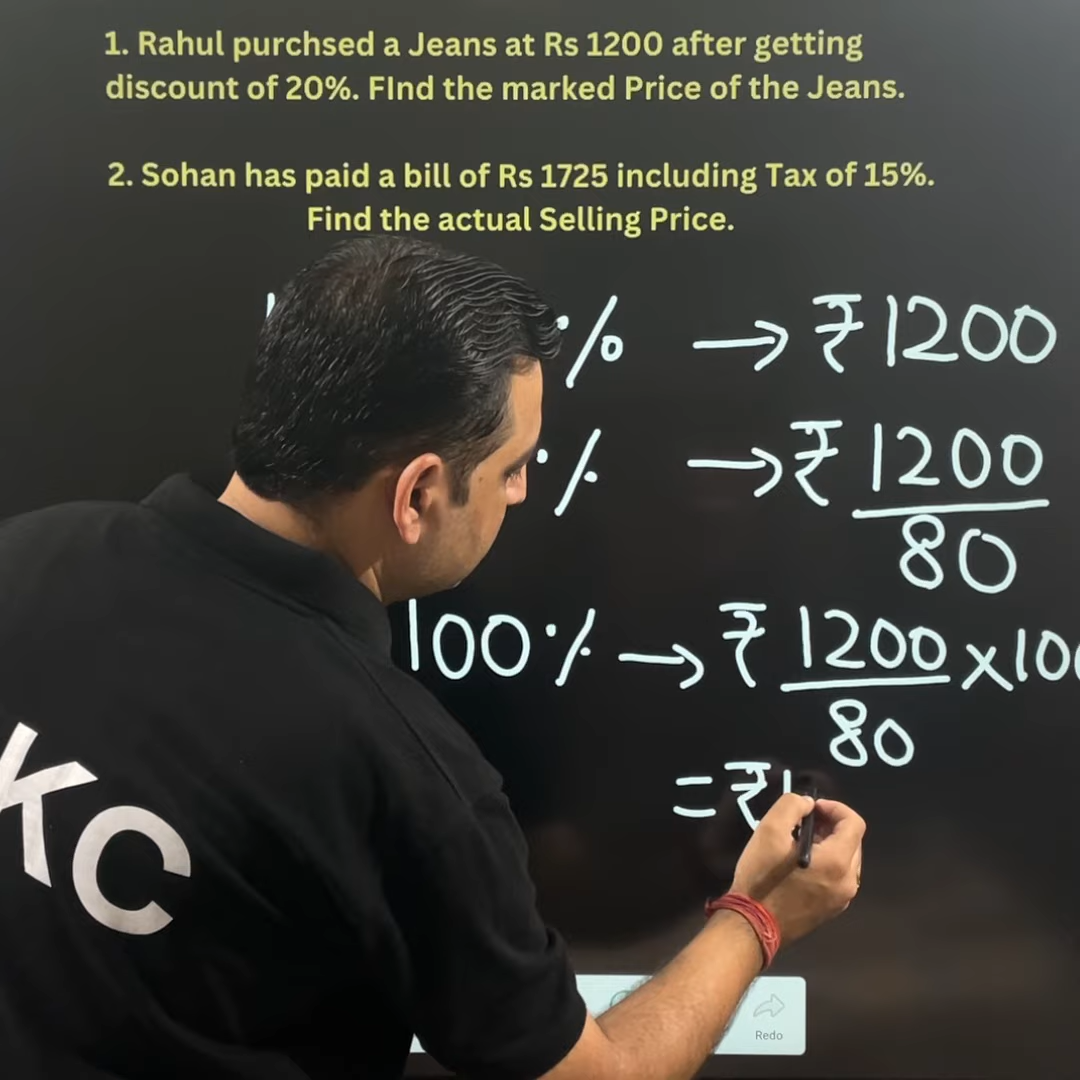 1. Rahul purchsed a Jeans at Rs 1200 after getting
discount of 20%. FInd the marked Price of the Jeans.
2. Sohan has paid a bill of Rs 1725 including Tax of 15%.
Find the actual Selling Price.
% → ₹1200
% → ₹ 1200/80
100% → ₹ 1200/80 ×100
= ₹1
KC
Redo